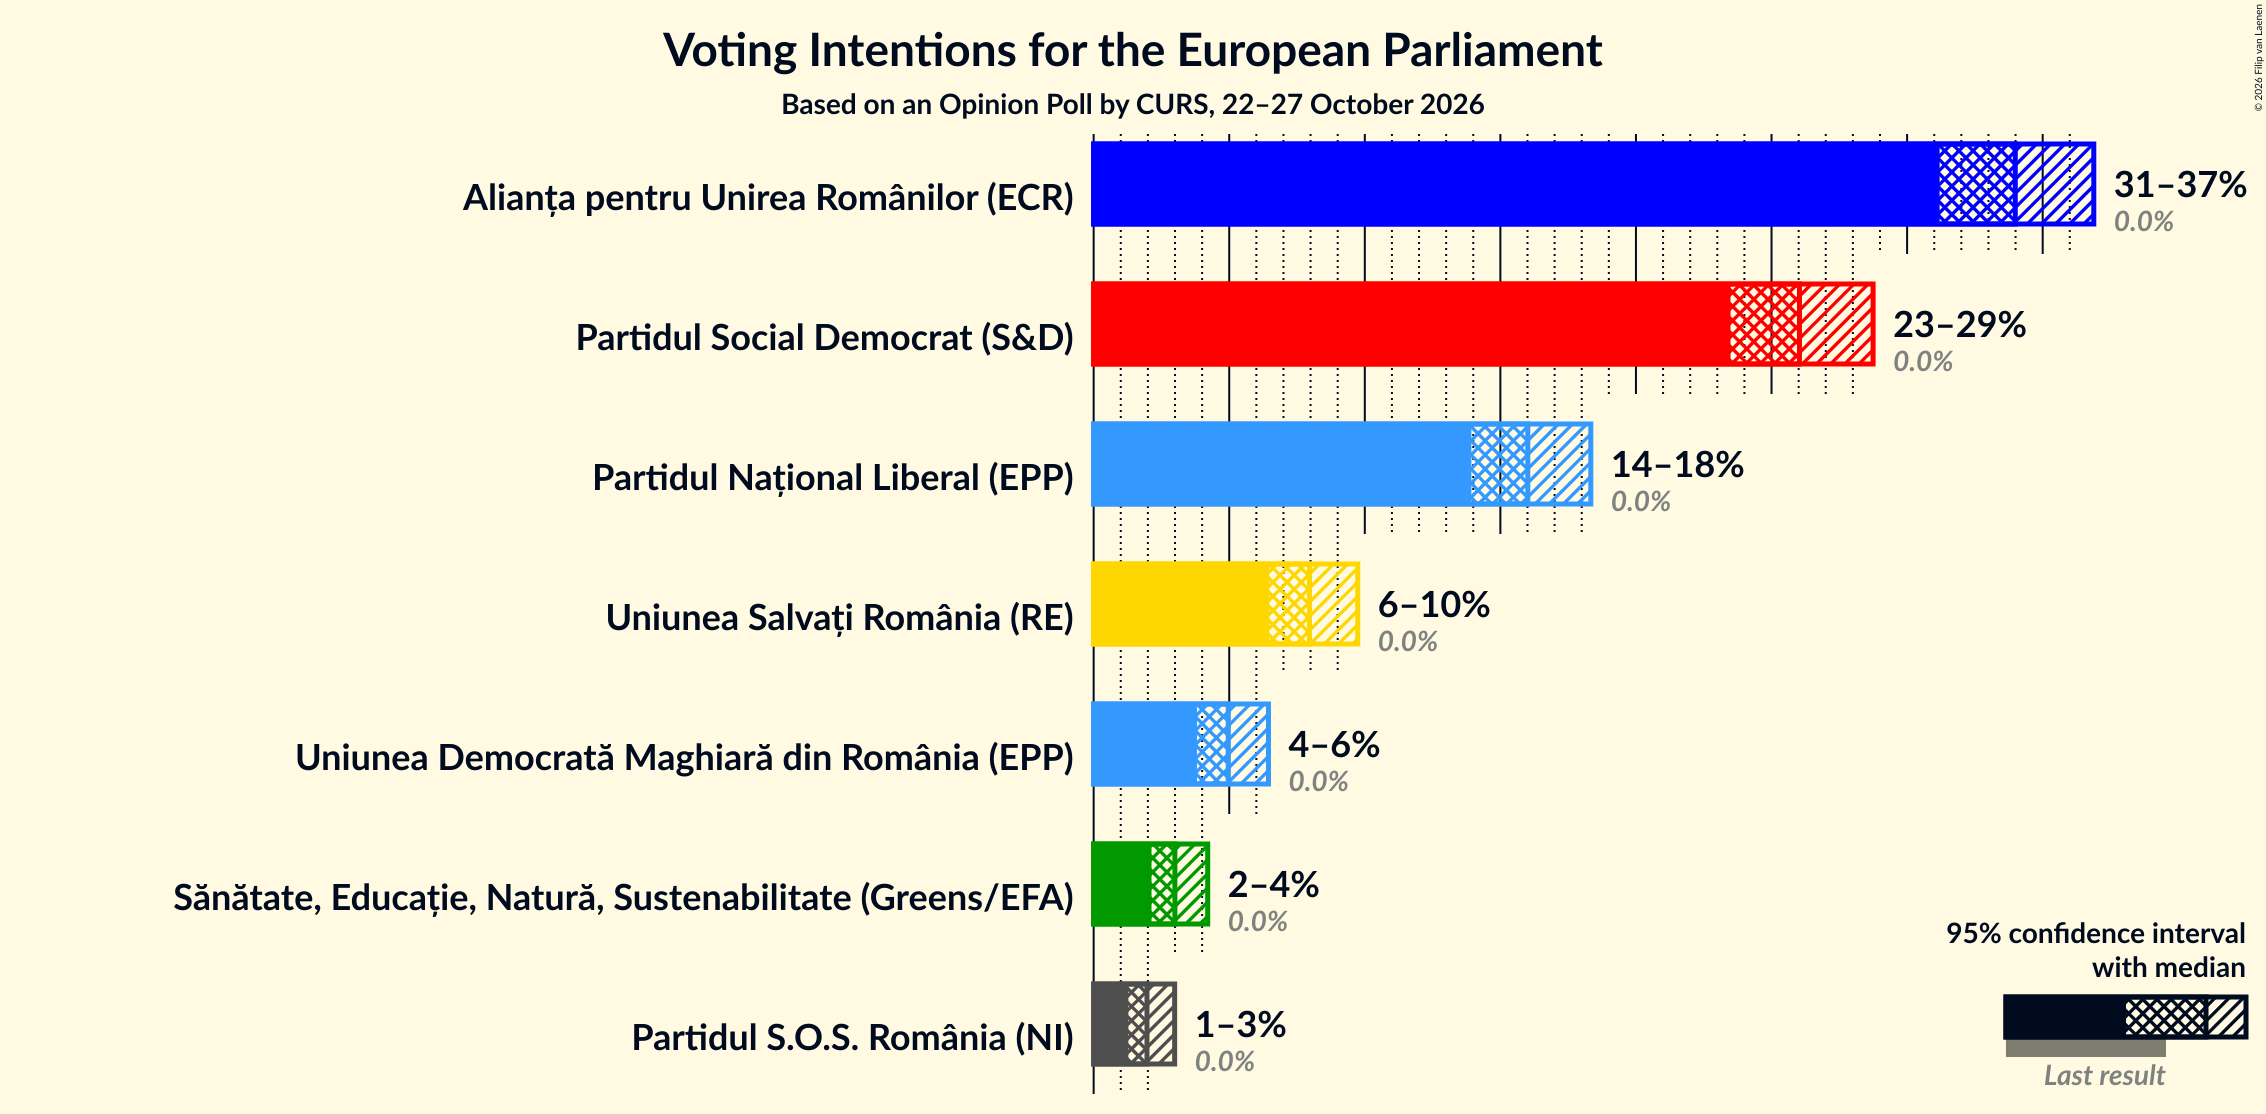 Voting Intentions for the European Parliament
Based on an Opinion Poll by CURS, 22–27 October 2026
© 2026 Filip van Laenen
Alianța pentru Unirea Românilor (ECR)
31–37%
0.0%
Partidul Social Democrat (S&D)
23–29%
0.0%
Partidul Național Liberal (EPP)
14–18%
0.0%
Uniunea Salvați România (RE)
6–10%
0.0%
Uniunea Democrată Maghiară din România (EPP)
4–6%
0.0%
Sănătate, Educație, Natură, Sustenabilitate (Greens/EFA)
2–4%
0.0%
Partidul S.O.S. România (NI)
1–3%
0.0%
95% confidence interval
with median
Last result